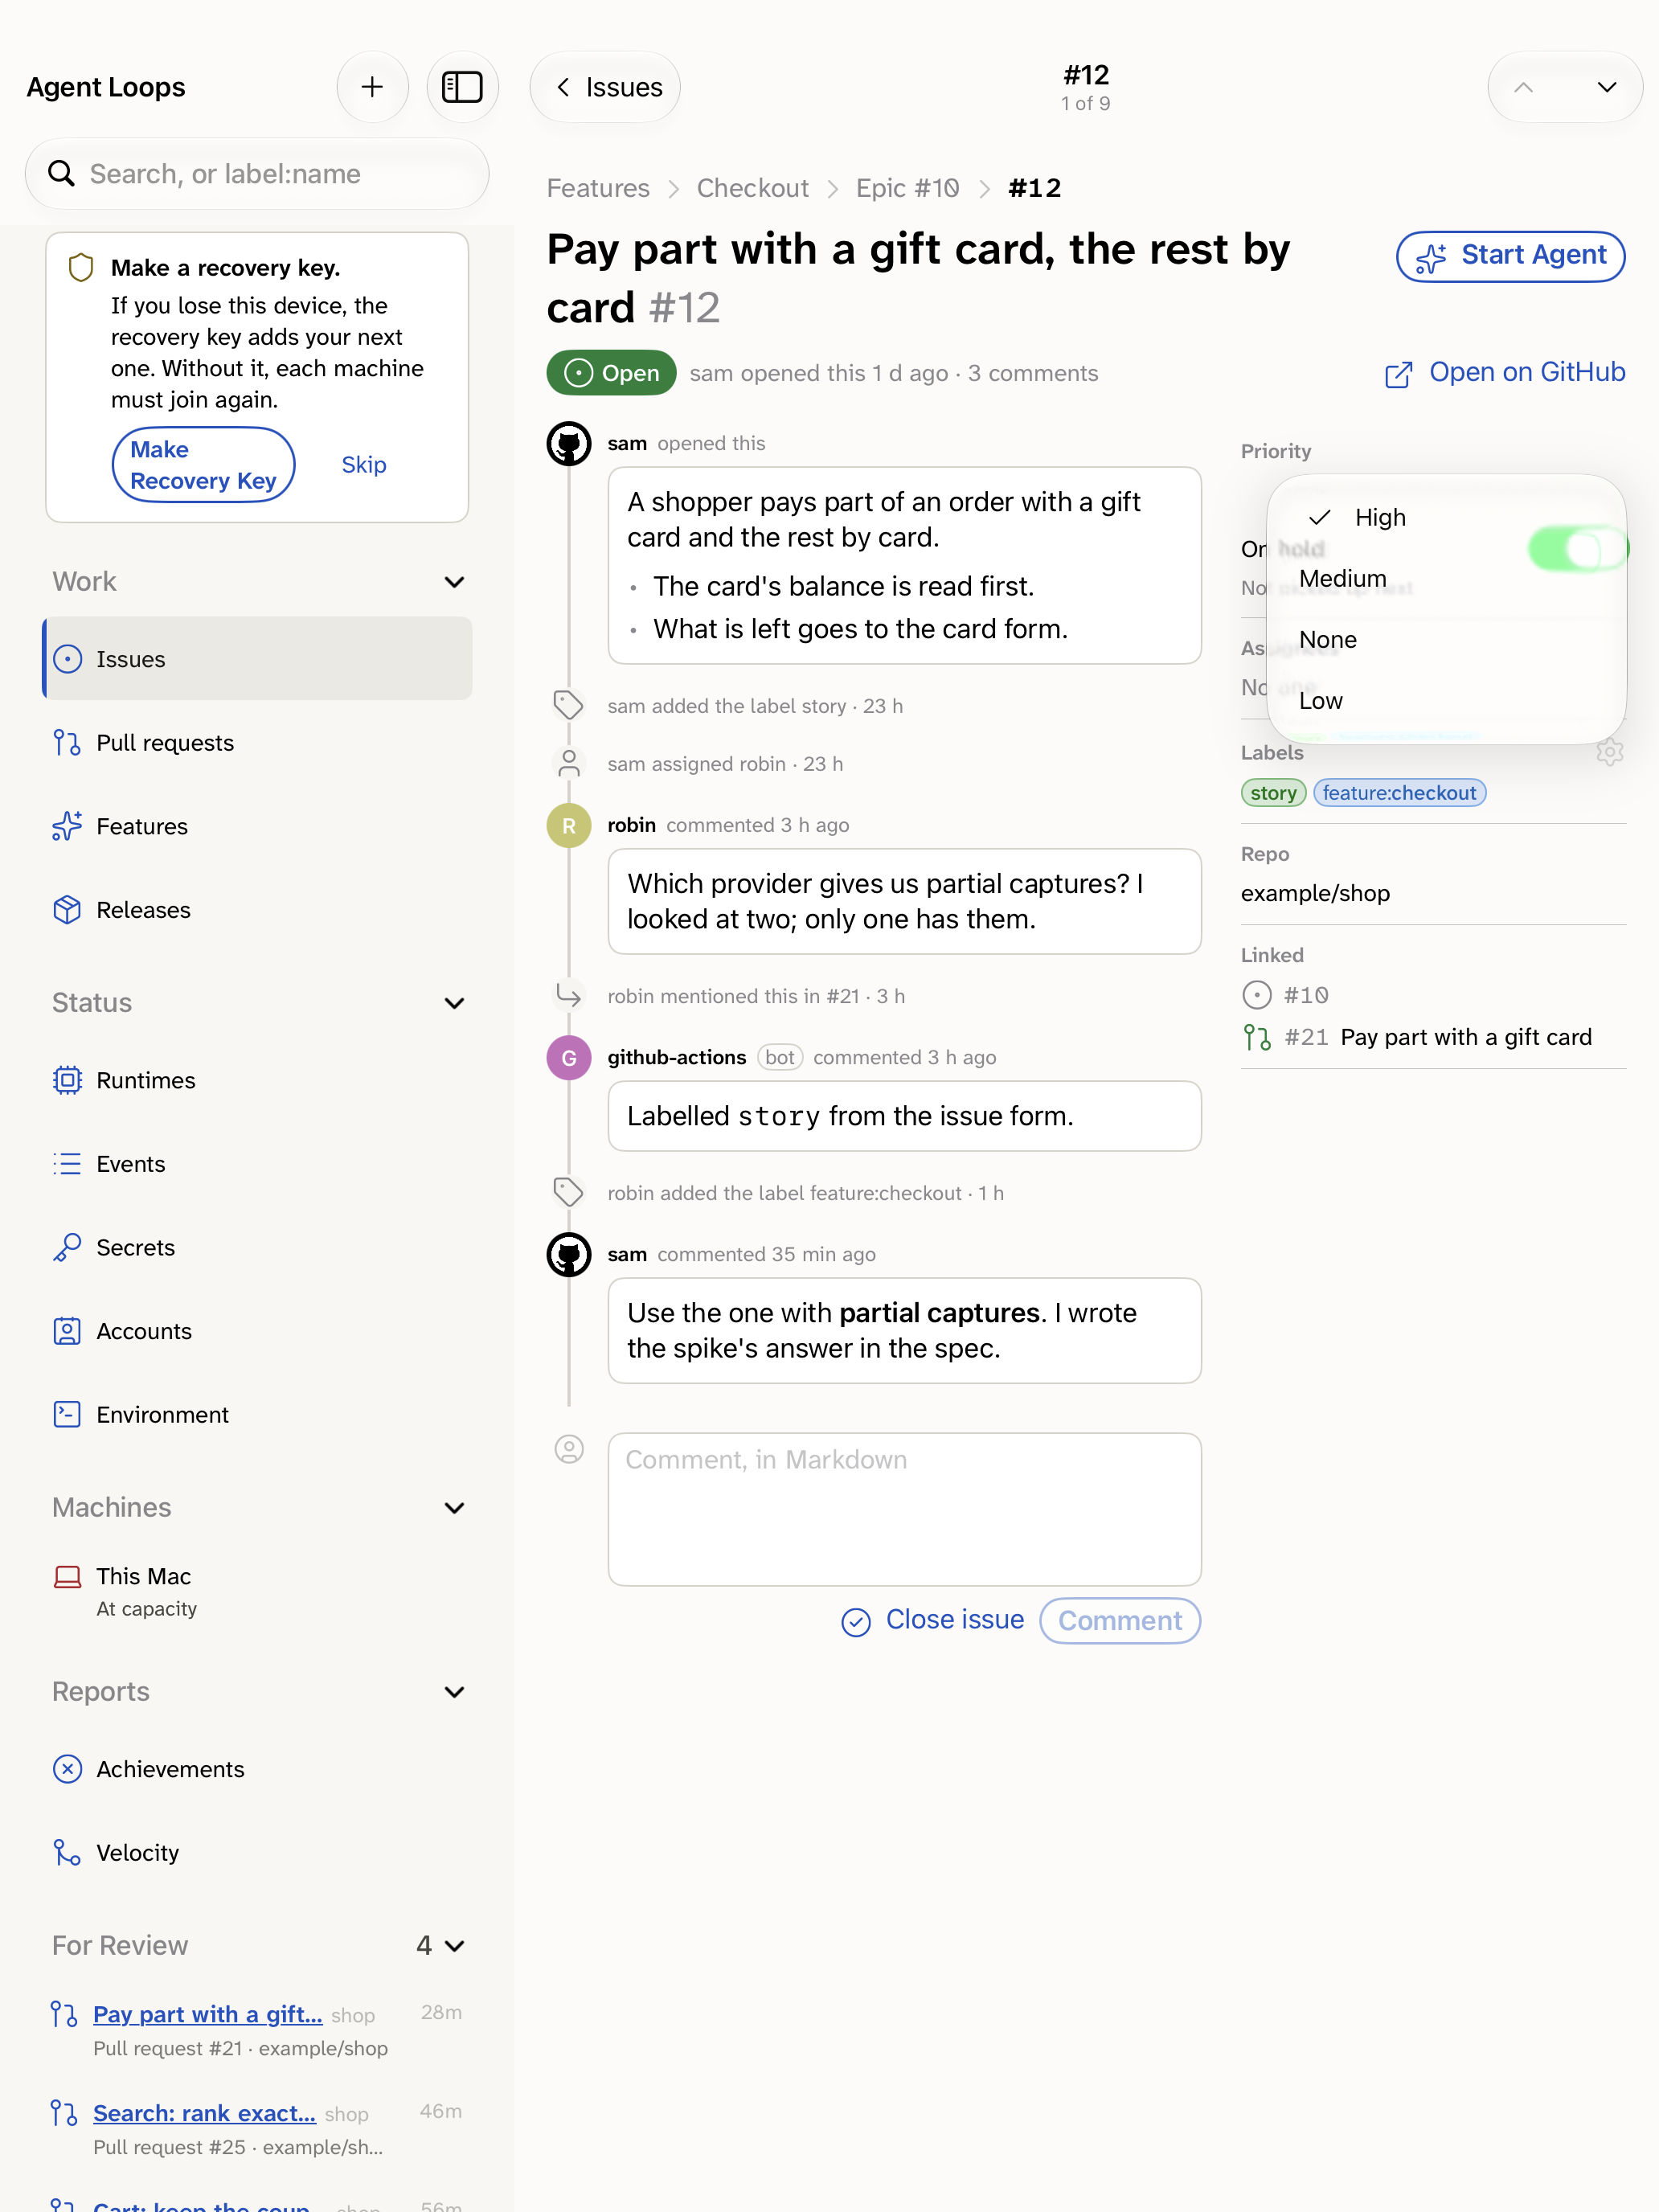 Agent Loops
Search, or label:name
Make a recovery key.
If you lose this device, the
recovery key adds your next
one. Without it, each machine
must join again.
Make
Recovery Key
Skip
Work
Issues
Pull requests
Features
Releases
Status
Runtimes
Events
Secrets
Accounts
Environment
Machines
This Mac
At capacity
Reports
Achievements
Velocity
For Review 4
Pay part with a gift... shop 28m
Pull request #21 · example/shop
Search: rank exact... shop 46m
Pull request #25 · example/sh...
Issues
#12
1 of 9
Features > Checkout > Epic #10 > #12
Pay part with a gift card, the rest by
card #12
Start Agent
Open sam opened this 1 d ago · 3 comments
Open on GitHub
sam opened this
A shopper pays part of an order with a gift
card and the rest by card.
• The card's balance is read first.
• What is left goes to the card form.
sam added the label story · 23 h
sam assigned robin · 23 h
R robin commented 3 h ago
Which provider gives us partial captures? I
looked at two; only one has them.
robin mentioned this in #21 · 3 h
G github-actions bot commented 3 h ago
Labelled story from the issue form.
robin added the label feature:checkout · 1 h
sam commented 35 min ago
Use the one with partial captures. I wrote
the spike's answer in the spec.
Comment, in Markdown
Close issue
Comment
Priority
High
On hold
Medium
None
Low
Labels
story feature:checkout
Repo
example/shop
Linked
#10
#21 Pay part with a gift card